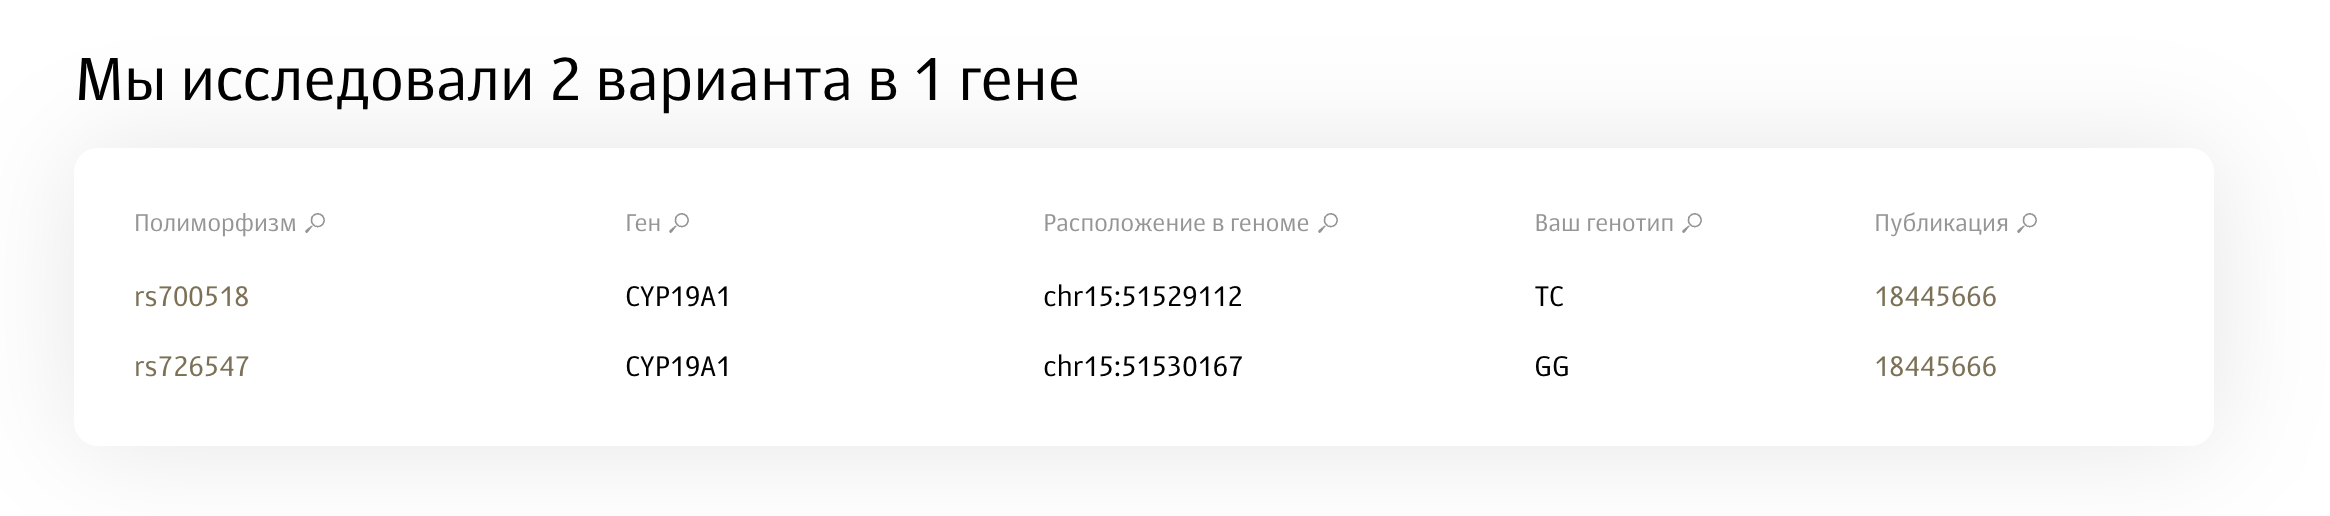 Мы исследовали 2 варианта в 1 гене
Полиморфизм Ген Расположение в геноме Ваш генотип Публикация
rs700518 CYP19A1 chr15:51529112 TC 18445666
rs726547 CYP19A1 chr15:51530167 GG 18445666